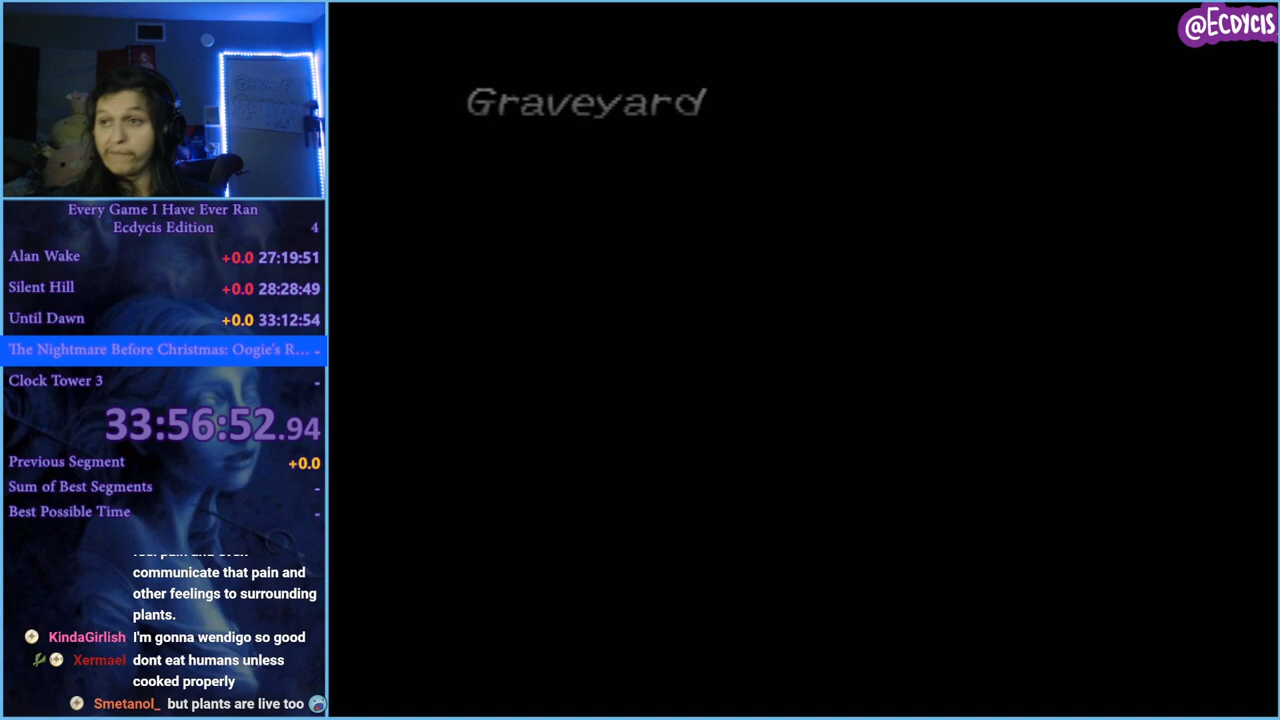 @ECDYCIS
Graveyard
GAME
Every Game I Have Ever Ran
Ecdycis Edition 4
Alan Wake +0.0 27:19:51
Silent Hill +0.0 28:28:49
Until Dawn +0.0 33:12:54
The Nightmare Before Christmas: Oogie's R... -
Clock Tower 3 -
33:56:52.94
Previous Segment +0.0
Sum of Best Segments -
Best Possible Time -
communicate that pain and
other feelings to surrounding
plants.
KindaGirlish I'm gonna wendigo so good
Xermael dont eat humans unless
cooked properly
Smetanol_ but plants are live too